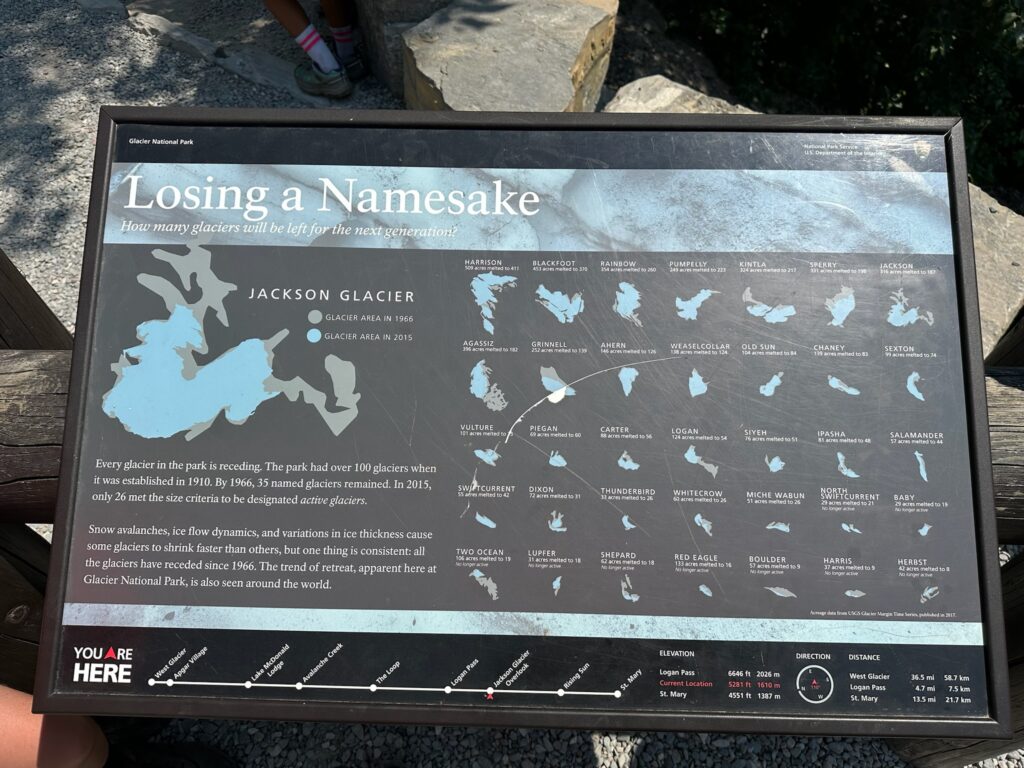 Glacier National Park
National Park Service
U.S. Department of the Interior
Losing a Namesake
How many glaciers will be left for the next generation?
JACKSON GLACIER
GLACIER AREA IN 1966
GLACIER AREA IN 2015
Every glacier in the park is receding. The park had over 100 glaciers when
it was established in 1910. By 1966, 35 named glaciers remained. In 2015,
only 26 met the size criteria to be designated active glaciers.
Snow avalanches, ice flow dynamics, and variations in ice thickness cause
some glaciers to shrink faster than others, but one thing is consistent: all
the glaciers have receded since 1966. The trend of retreat, apparent here at
Glacier National Park, is also seen around the world.
HARRISON
509 acres melted to 411
BLACKFOOT
453 acres melted to 370
RAINBOW
354 acres melted to 260
PUMPELLY
249 acres melted to 223
KINTLA
324 acres melted to 217
SPERRY
331 acres melted to 198
JACKSON
316 acres melted to 187
AGASSIZ
396 acres melted to 182
GRINNELL
252 acres melted to 139
AHERN
146 acres melted to 126
WEASELCOLLAR
138 acres melted to 124
OLD SUN
104 acres melted to 84
CHANEY
139 acres melted to 83
SEXTON
99 acres melted to 74
VULTURE
101 acres melted to
PIEGAN
69 acres melted to 60
CARTER
88 acres melted to 56
LOGAN
124 acres melted to 54
SIYEH
76 acres melted to 51
IPASHA
81 acres melted to 48
SALAMANDER
57 acres melted to 44
SWIFTCURRENT
55 acres melted to 42
DIXON
72 acres melted to 31
THUNDERBIRD
33 acres melted to 26
WHITECROW
60 acres melted to 26
MICHE WABUN
51 acres melted to 26
NORTH
SWIFTCURRENT
29 acres melted to 21
No longer active
BABY
29 acres melted to 19
No longer active
TWO OCEAN
106 acres melted to 19
No longer active
LUPFER
31 acres melted to 18
No longer active
SHEPARD
62 acres melted to 18
No longer active
RED EAGLE
133 acres melted to 16
No longer active
BOULDER
57 acres melted to 9
No longer active
HARRIS
37 acres melted to 9
No longer active
HERBST
42 acres melted to 8
No longer active
Acreage data from USGS Glacier Margin Time Series, published in 2017.
YOU ARE
HERE
West Glacier
Apgar Village
Lake McDonald
Lodge
Avalanche Creek
The Loop
Logan Pass
Jackson Glacier
Overlook
Rising Sun
St. Mary
ELEVATION
Logan Pass 6646 ft 2026 m
Current Location 5281 ft 1610 m
St. Mary 4551 ft 1387 m
DIRECTION
N
E
S
W
DISTANCE
West Glacier 36.5 mi 58.7 km
Logan Pass 4.7 mi 7.5 km
St. Mary 13.5 mi 21.7 km